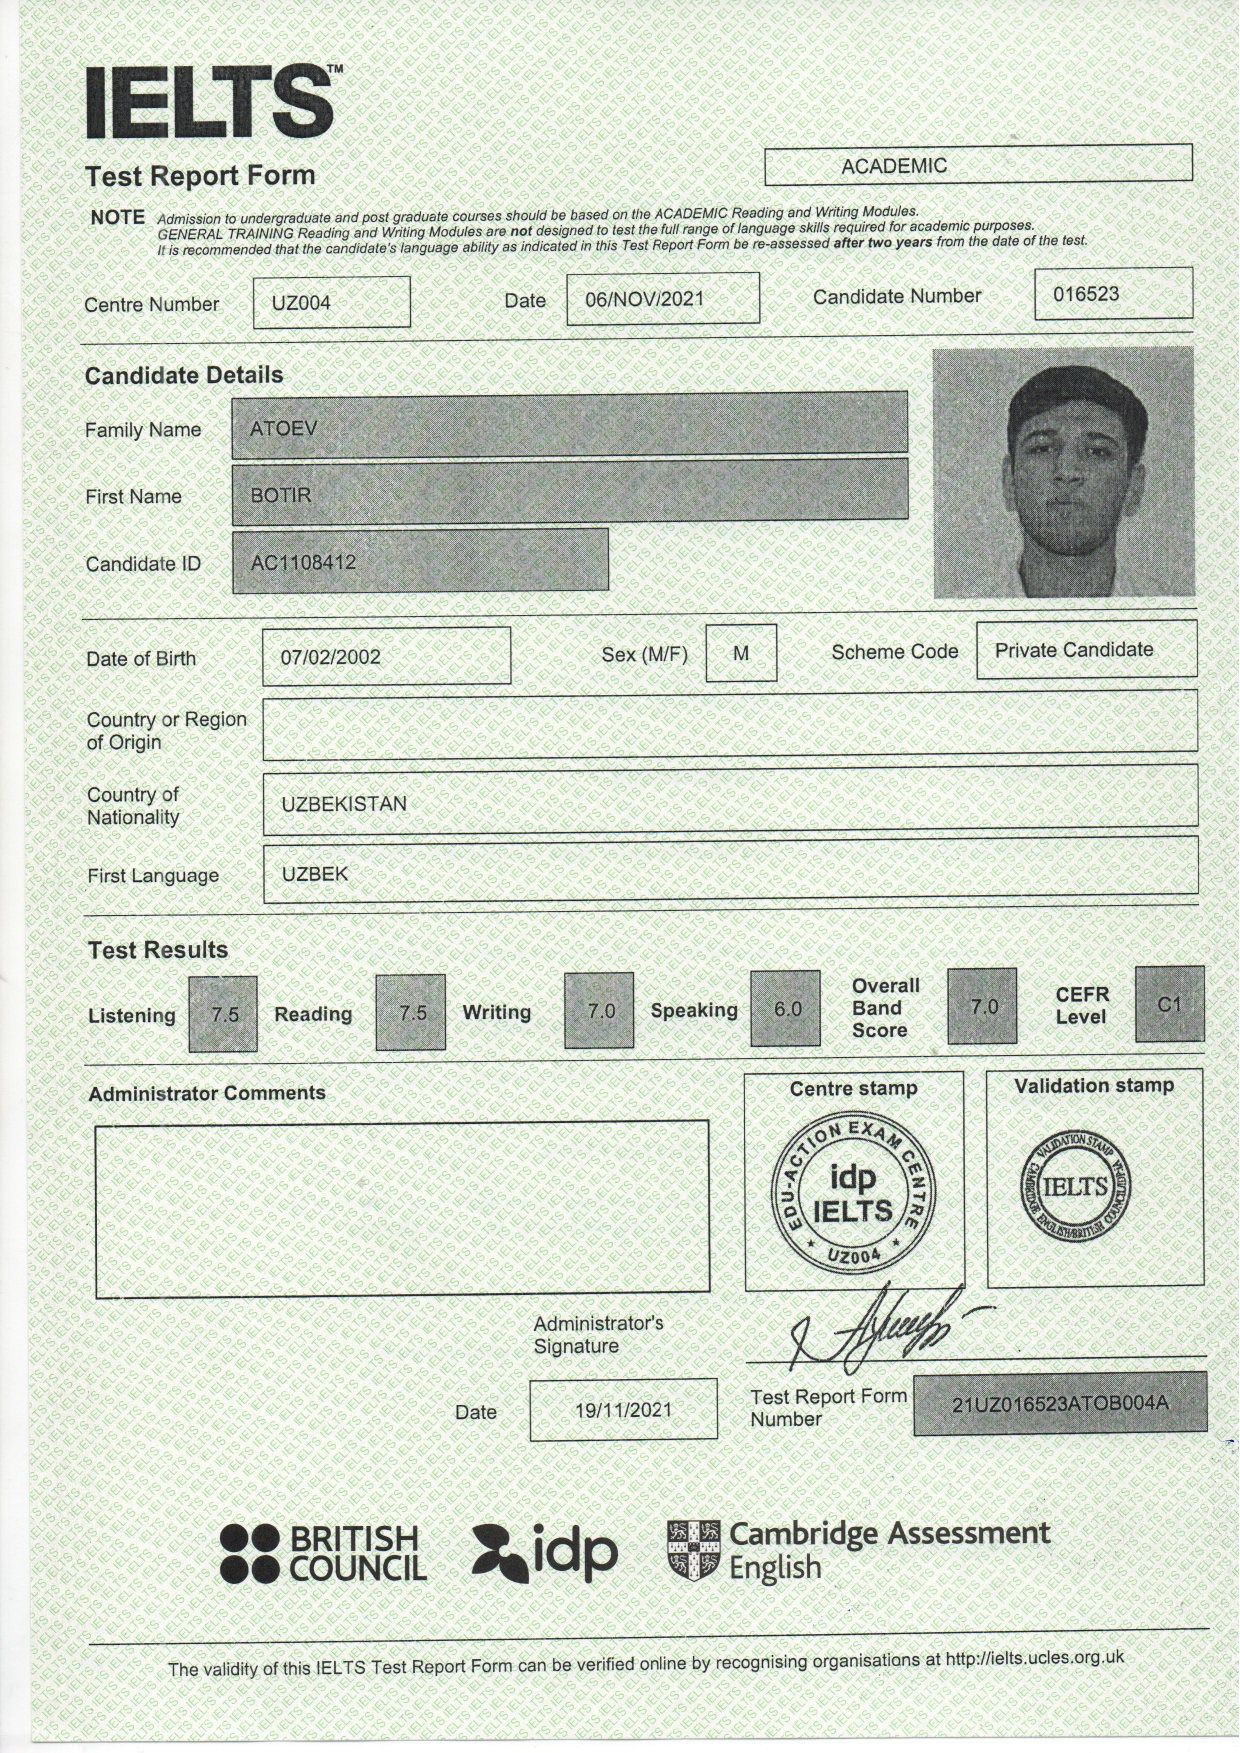 IELTS™
Test Report Form
ACADEMIC
NOTE Admission to undergraduate and post graduate courses should be based on the ACADEMIC Reading and Writing Modules.
GENERAL TRAINING Reading and Writing Modules are not designed to test the full range of language skills required for academic purposes.
It is recommended that the candidate's language ability as indicated in this Test Report Form be re-assessed after two years from the date of the test.
Centre Number UZ004 Date 06/NOV/2021 Candidate Number 016523
Candidate Details
Family Name ATOEV
First Name BOTIR
Candidate ID AC1108412
Date of Birth 07/02/2002 Sex (M/F) M Scheme Code Private Candidate
Country or Region
of Origin
Country of
Nationality UZBEKISTAN
First Language UZBEK
Test Results
Listening 7.5 Reading 7.5 Writing 7.0 Speaking 6.0 Overall Band Score 7.0 CEFR Level C1
Administrator Comments
Centre stamp
EDU-ACTION EXAM CENTRE
idp
IELTS
* UZ004 *
Validation stamp
VALIDATION STAMP
IELTS
CAMBRIDGE ENGLISH/BRITISH COUNCIL/IDP:IA
Administrator's
Signature
Date 19/11/2021
Test Report Form
Number 21UZ016523ATOB004A
BRITISH
COUNCIL
idp
Cambridge Assessment
English
The validity of this IELTS Test Report Form can be verified online by recognising organisations at http://ielts.ucles.org.uk